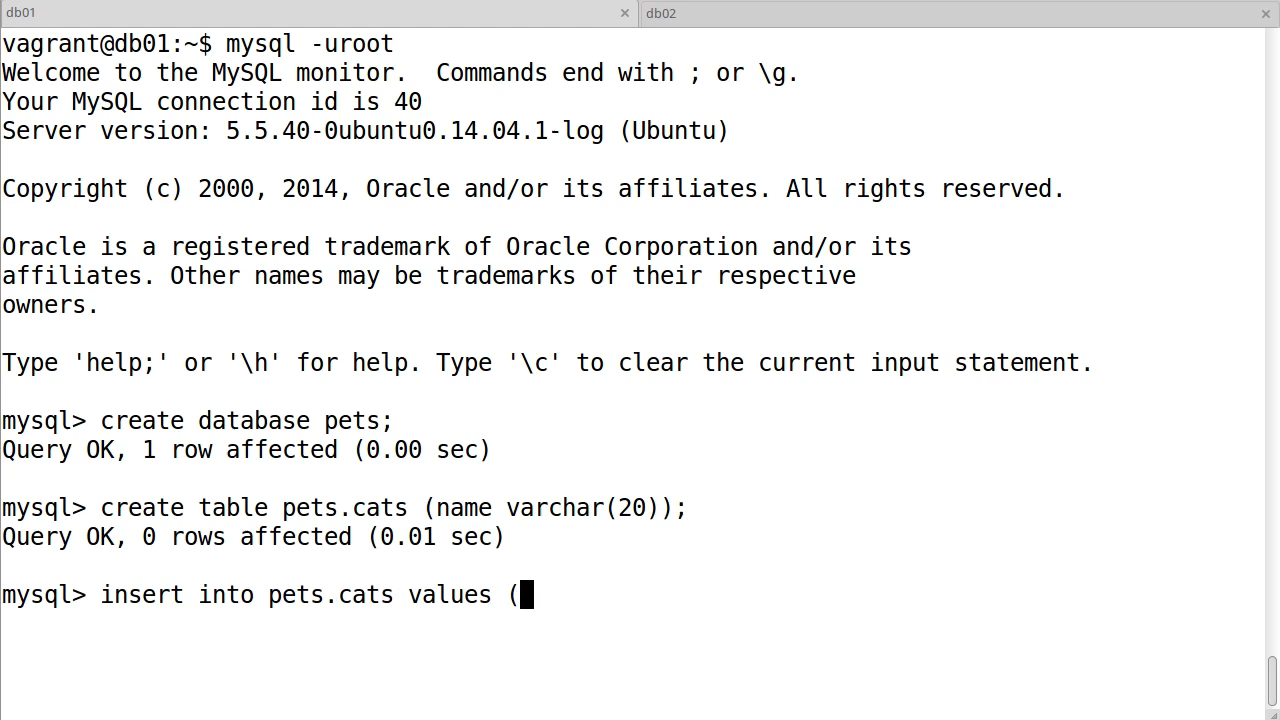 db01
db02
vagrant@db01:~$ mysql -uroot
Welcome to the MySQL monitor.  Commands end with ; or \g.
Your MySQL connection id is 40
Server version: 5.5.40-0ubuntu0.14.04.1-log (Ubuntu)
Copyright (c) 2000, 2014, Oracle and/or its affiliates. All rights reserved.
Oracle is a registered trademark of Oracle Corporation and/or its
affiliates. Other names may be trademarks of their respective
owners.
Type 'help;' or '\h' for help. Type '\c' to clear the current input statement.
mysql> create database pets;
Query OK, 1 row affected (0.00 sec)
mysql> create table pets.cats (name varchar(20));
Query OK, 0 rows affected (0.01 sec)
mysql> insert into pets.cats values (